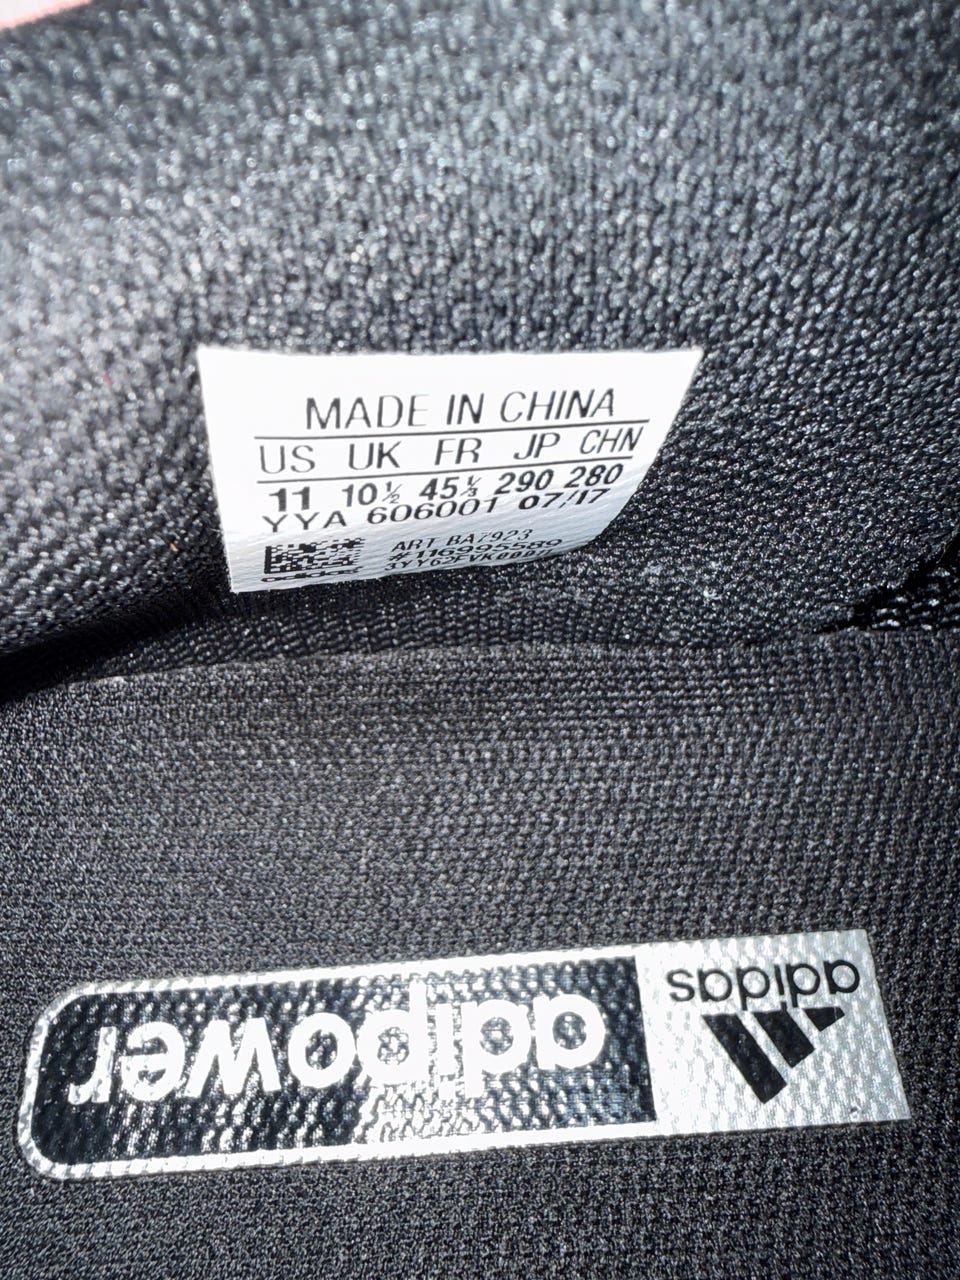 MADE IN CHINA
US UK FR JP CHN
11 10½ 45⅓ 290 280
YYA 606001 07/17
ART BA7923
adidas
adipower
adidas